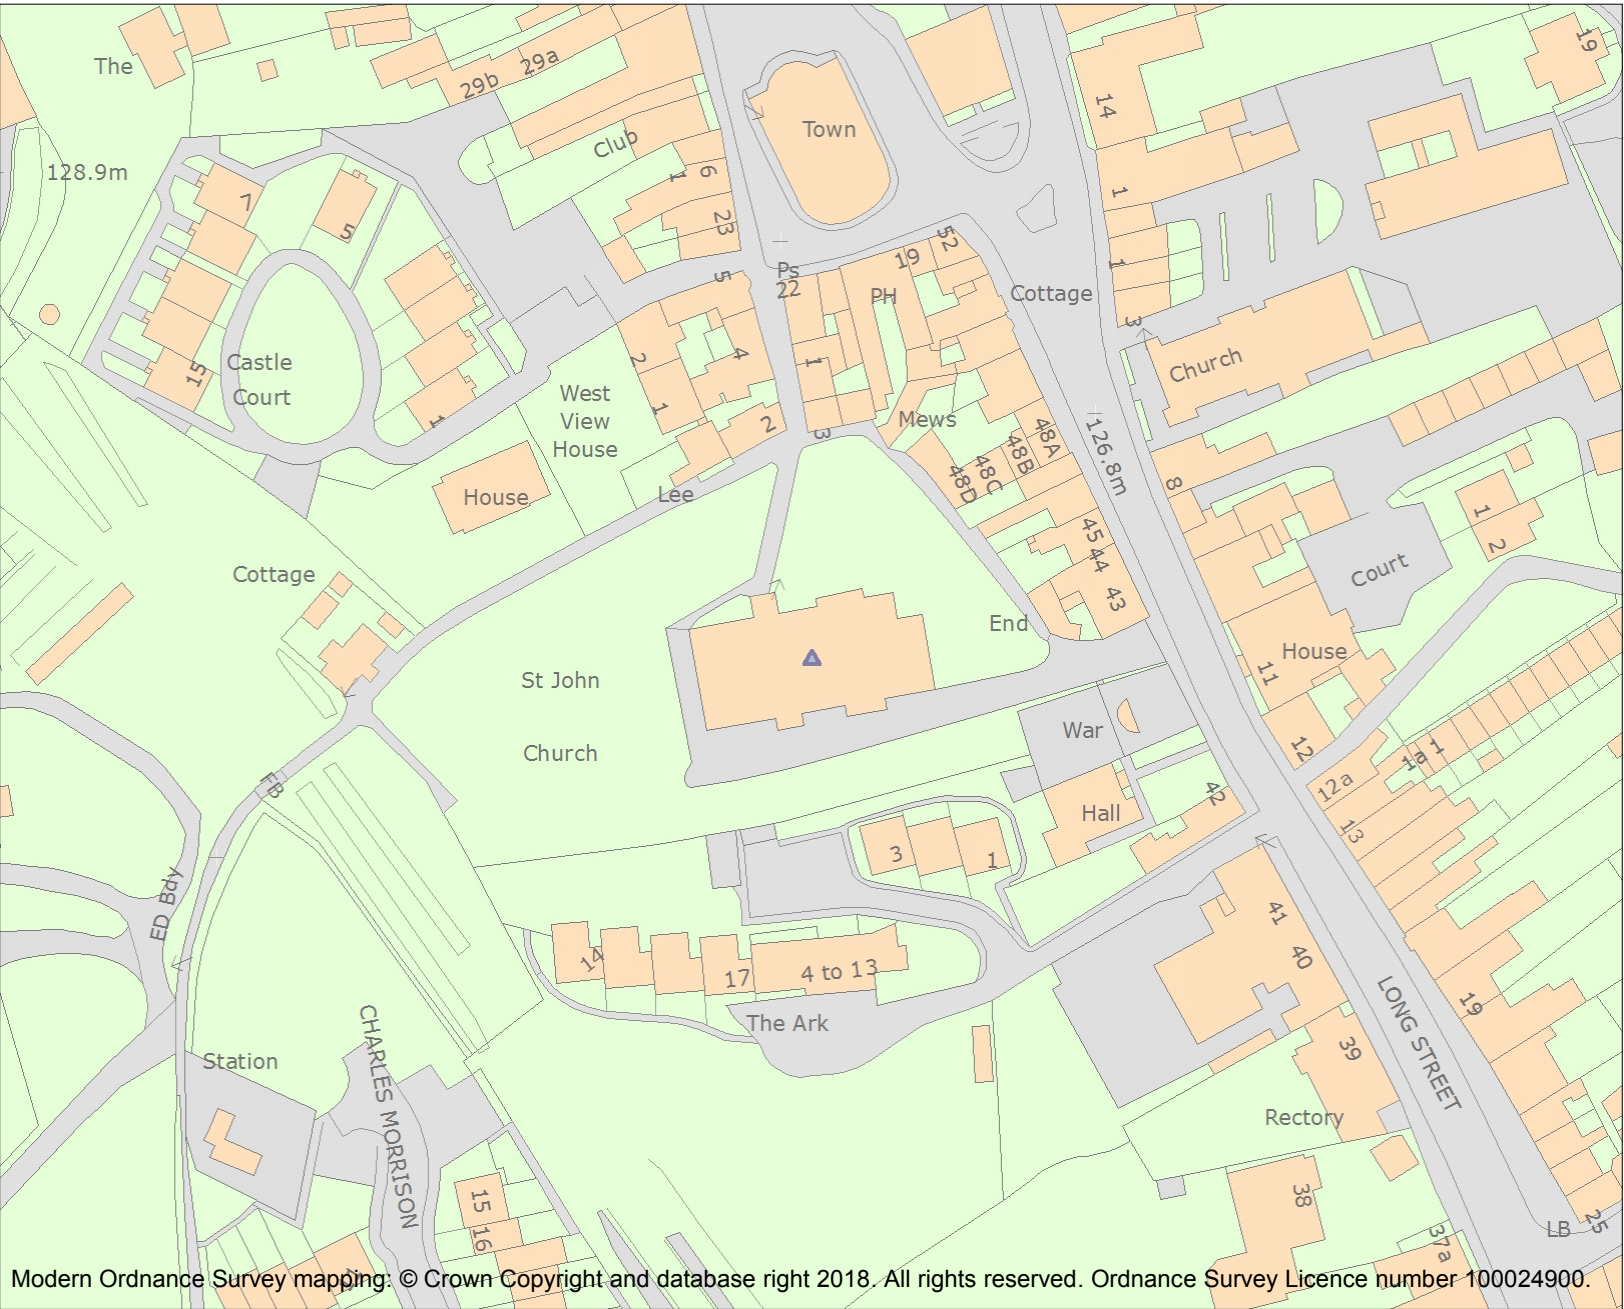 The
29b
29a
19
Town
14
Club
128.9m
6
1
7
5
23
1
52
19
5
Ps
22
PH
Cottage
1
3
Church
2
4
1
Castle
Court
15
West
View
House
1
1
2
3
Mews
48A
48B
48C
48D
126.8m
8
House
Lee
1
2
45
44
43
Court
Cottage
End
House
11
St John
Church
War
12
1
1a
12a
13
FB
Hall
42
3
1
ED Bdy
14
17
4 to 13
The Ark
41
40
19
LONG STREET
39
Station
CHARLES MORRISON
Rectory
15
16
38
37a
LB
25
Modern Ordnance Survey mapping: © Crown Copyright and database right 2018. All rights reserved. Ordnance Survey Licence number 100024900.